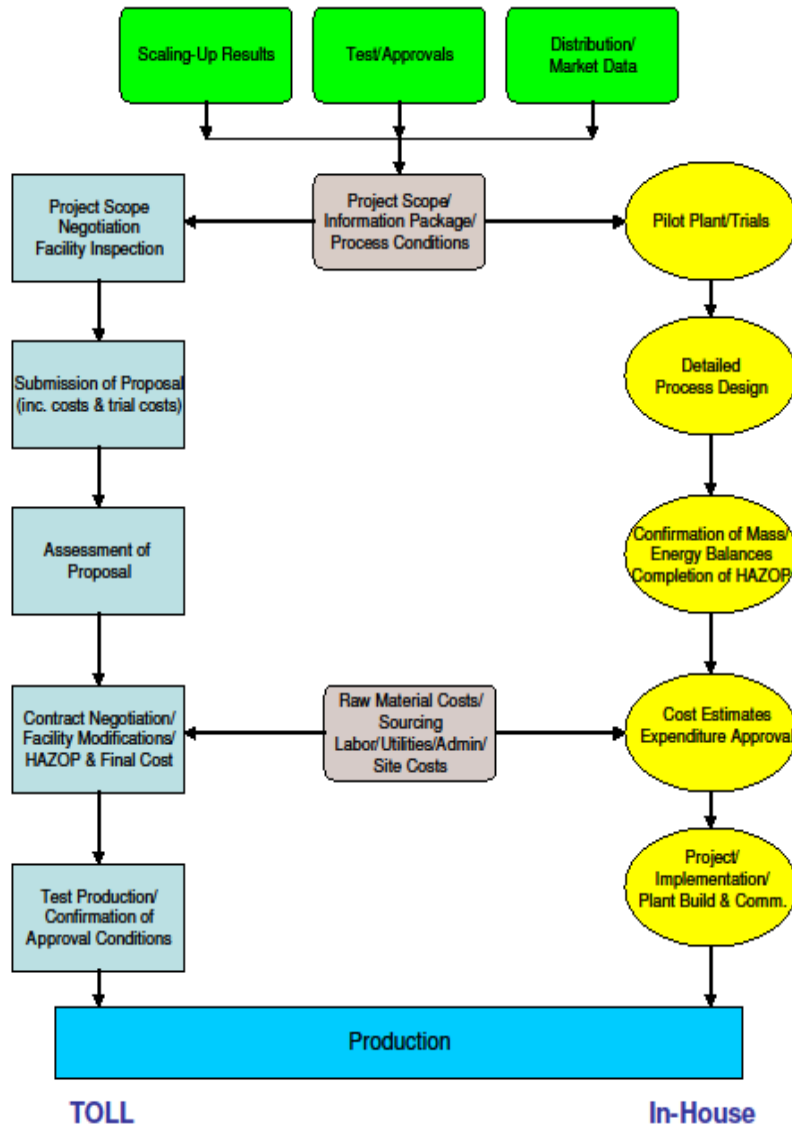 Scaling-Up Results
Test/Approvals
Distribution/
Market Data
Project Scope
Negotiation
Facility Inspection
Project Scope/
Information Package/
Process Conditions
Pilot Plant/Trials
Submission of Proposal
(inc. costs & trial costs)
Detailed
Process Design
Assessment of
Proposal
Confirmation of Mass/
Energy Balances
Completion of HAZOP
Contract Negotiation/
Facility Modifications/
HAZOP & Final Cost
Raw Material Costs/
Sourcing
Labor/Utilities/Admin/
Site Costs
Cost Estimates
Expenditure Approval
Test Production/
Confirmation of
Approval Conditions
Project/
Implementation/
Plant Build & Comm.
Production
TOLL
In-House